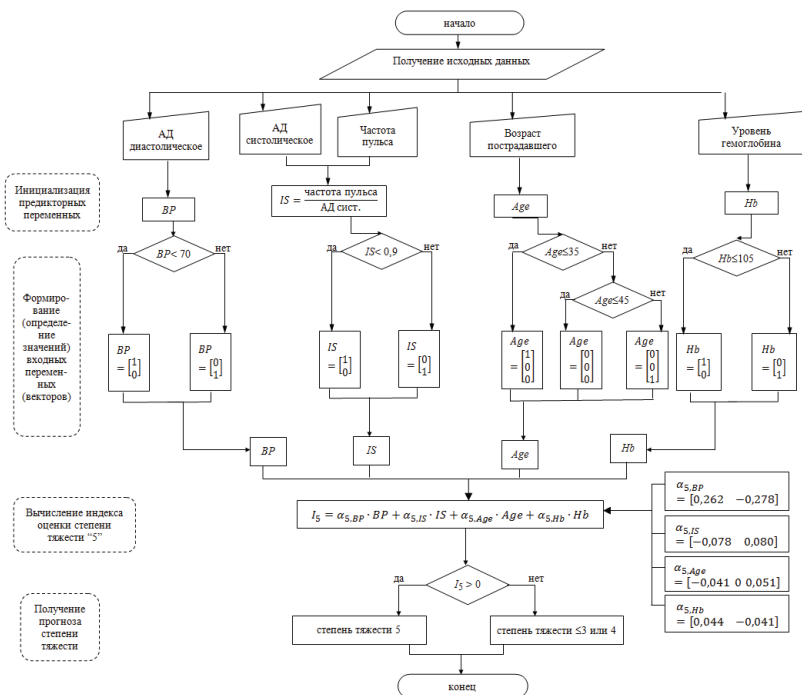 начало
Получение исходных данных
АД
диастолическое
АД
систолическое
Частота
пульса
Возраст
пострадавшего
Уровень
гемоглобина
Инициализация
предикторных
переменных
BP
IS = частота пульса / АД сист.
Age
Hb
да
BP< 70
нет
да
IS< 0,9
нет
да
Age≤35
нет
да
Hb≤105
нет
да
Age≤45
нет
Формиро-
вание
(определе-
ние
значений)
входных
перемен-
ных
(векторов)
BP
= [1 0]
BP
= [0 1]
IS
= [1 0]
IS
= [0 1]
Age
= [1 0 0]
Age
= [0 0 0]
Age
= [0 0 1]
Hb
= [1 0]
Hb
= [0 1]
BP
IS
Age
Hb
Вычисление индекса
оценки степени
тяжести “5”
I₅ = α₅,BP · BP + α₅,IS · IS + α₅,Age · Age + α₅,Hb · Hb
α₅,BP
= [0,262 −0,278]
α₅,IS
= [−0,078 0,080]
α₅,Age
= [−0,041 0 0,051]
α₅,Hb
= [0,044 −0,041]
да
I₅ > 0
нет
Получение
прогноза
степени
тяжести
степень тяжести 5
степень тяжести ≤3 или 4
конец